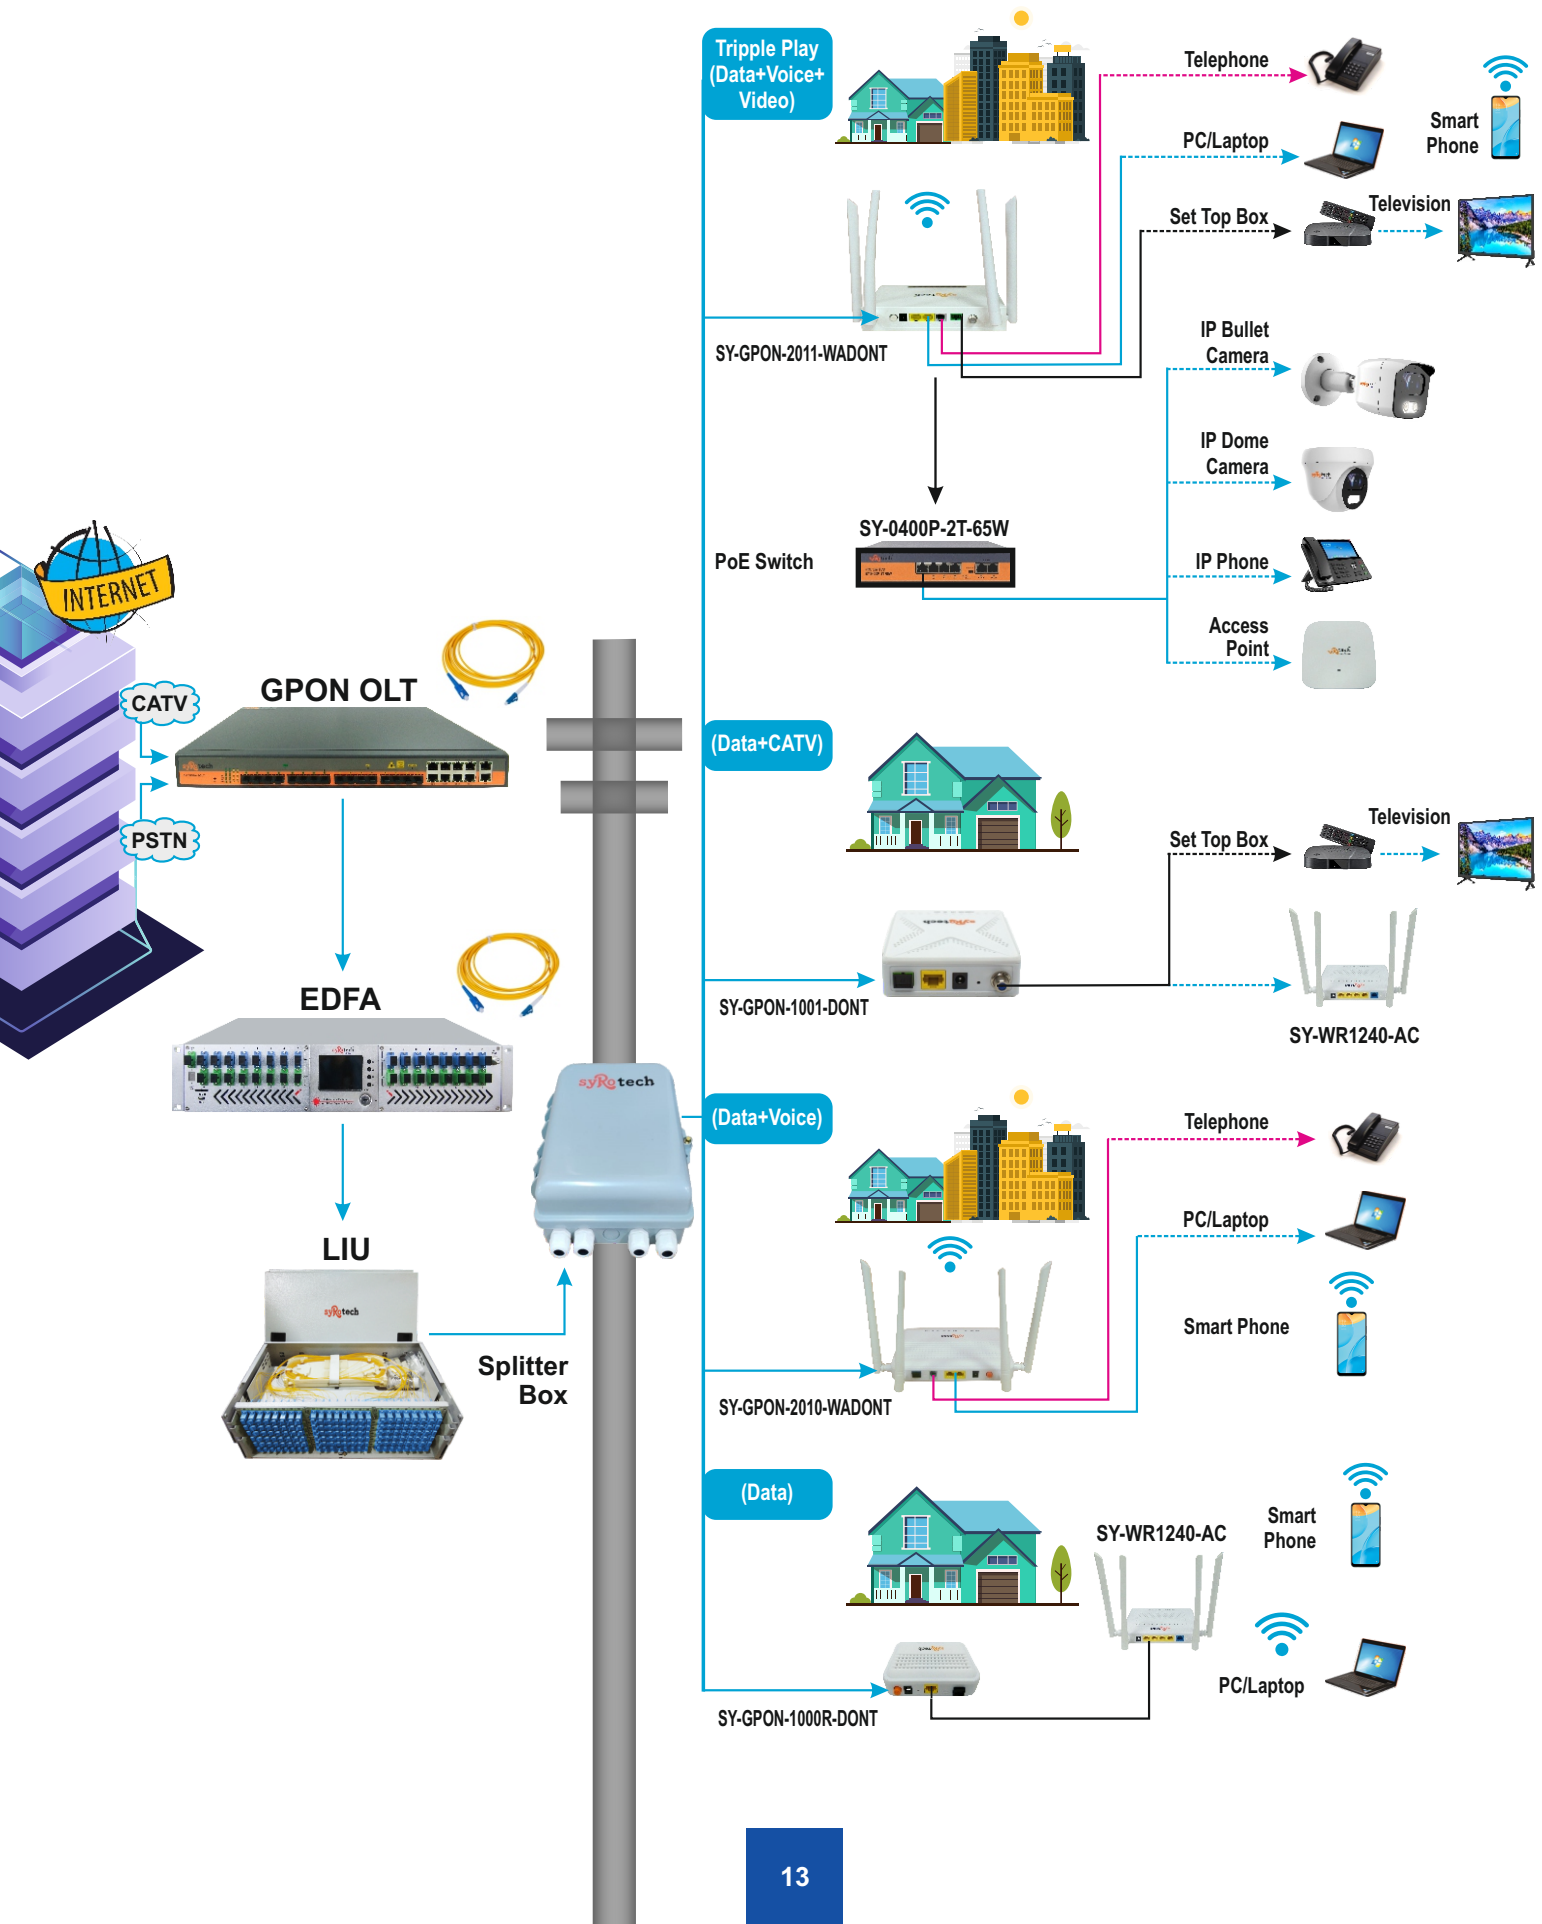 Tripple Play
(Data+Voice+
Video)
Telephone
Smart
Phone
PC/Laptop
Set Top Box
Television
SY-GPON-2011-WADONT
IP Bullet
Camera
IP Dome
Camera
SY-0400P-2T-65W
PoE Switch
IP Phone
Access
Point
INTERNET
CATV
GPON OLT
PSTN
EDFA
LIU
syRotech
syRotech
Splitter
Box
(Data+CATV)
Set Top Box
Television
syRotech
SY-GPON-1001-DONT
SY-WR1240-AC
(Data+Voice)
Telephone
PC/Laptop
Smart Phone
SY-GPON-2010-WADONT
(Data)
SY-WR1240-AC
Smart
Phone
PC/Laptop
SY-GPON-1000R-DONT
13